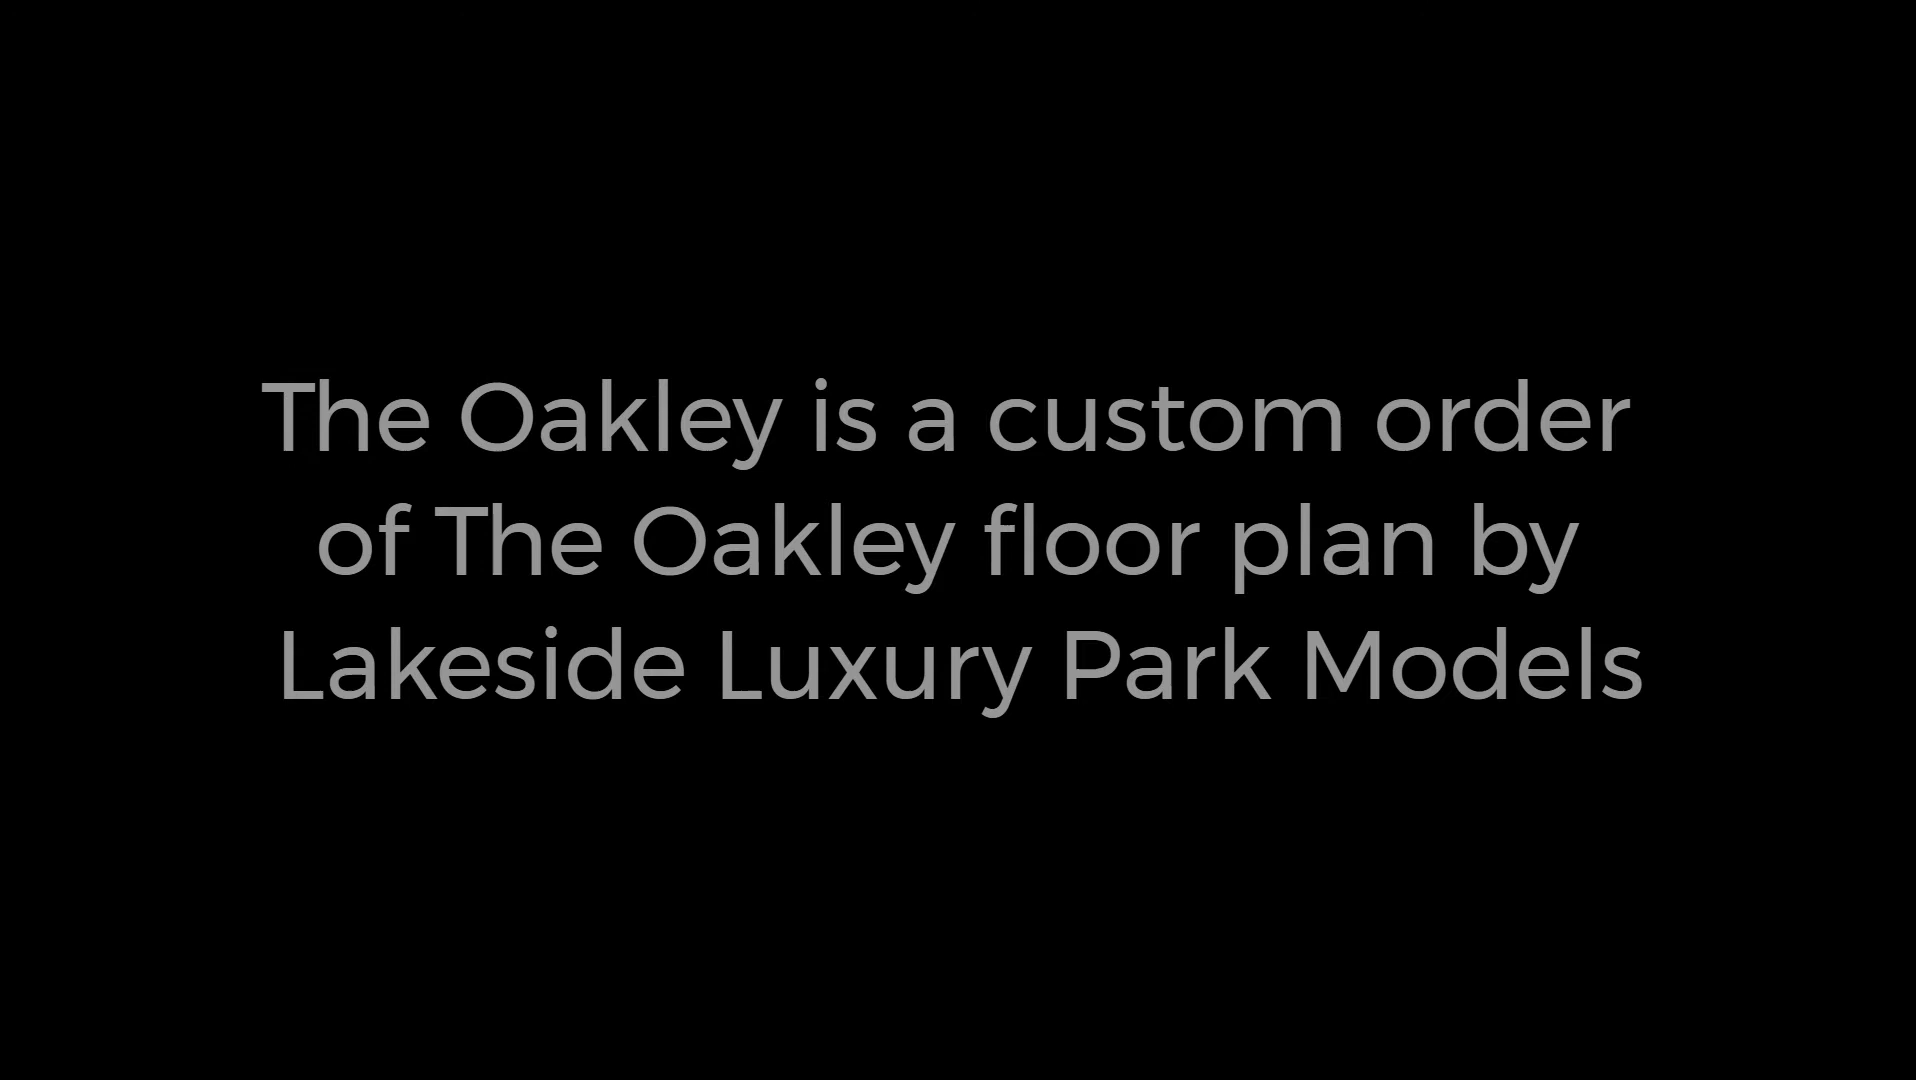 The Oakley is a custom order
of The Oakley floor plan by
Lakeside Luxury Park Models